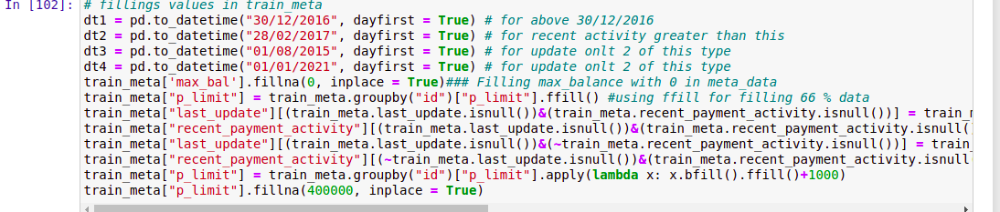 In [102]:
# fillings values in train_meta
dt1 = pd.to_datetime("30/12/2016", dayfirst = True) # for above 30/12/2016
dt2 = pd.to_datetime("28/02/2017", dayfirst = True) # for recent activity greater than this
dt3 = pd.to_datetime("01/08/2015", dayfirst = True) # for update onlt 2 of this type
dt4 = pd.to_datetime("01/01/2021", dayfirst = True) # for update onlt 2 of this type
train_meta['max_bal'].fillna(0, inplace = True)### Filling max_balance with 0 in meta_data
train_meta["p_limit"] = train_meta.groupby("id")["p_limit"].ffill() #using ffill for filling 66 % data
train_meta["last_update"][(train_meta.last_update.isnull())&(train_meta.recent_payment_activity.isnull())] = train_
train_meta["recent_payment_activity"][(train_meta.last_update.isnull())&(train_meta.recent_payment_activity.isnull(
train_meta["last_update"][(train_meta.last_update.isnull())&(~train_meta.recent_payment_activity.isnull())] = train_
train_meta["recent_payment_activity"][(~train_meta.last_update.isnull())&(train_meta.recent_payment_activity.isnull
train_meta["p_limit"] = train_meta.groupby("id")["p_limit"].apply(lambda x: x.bfill().ffill()+1000)
train_meta["p_limit"].fillna(400000, inplace = True)